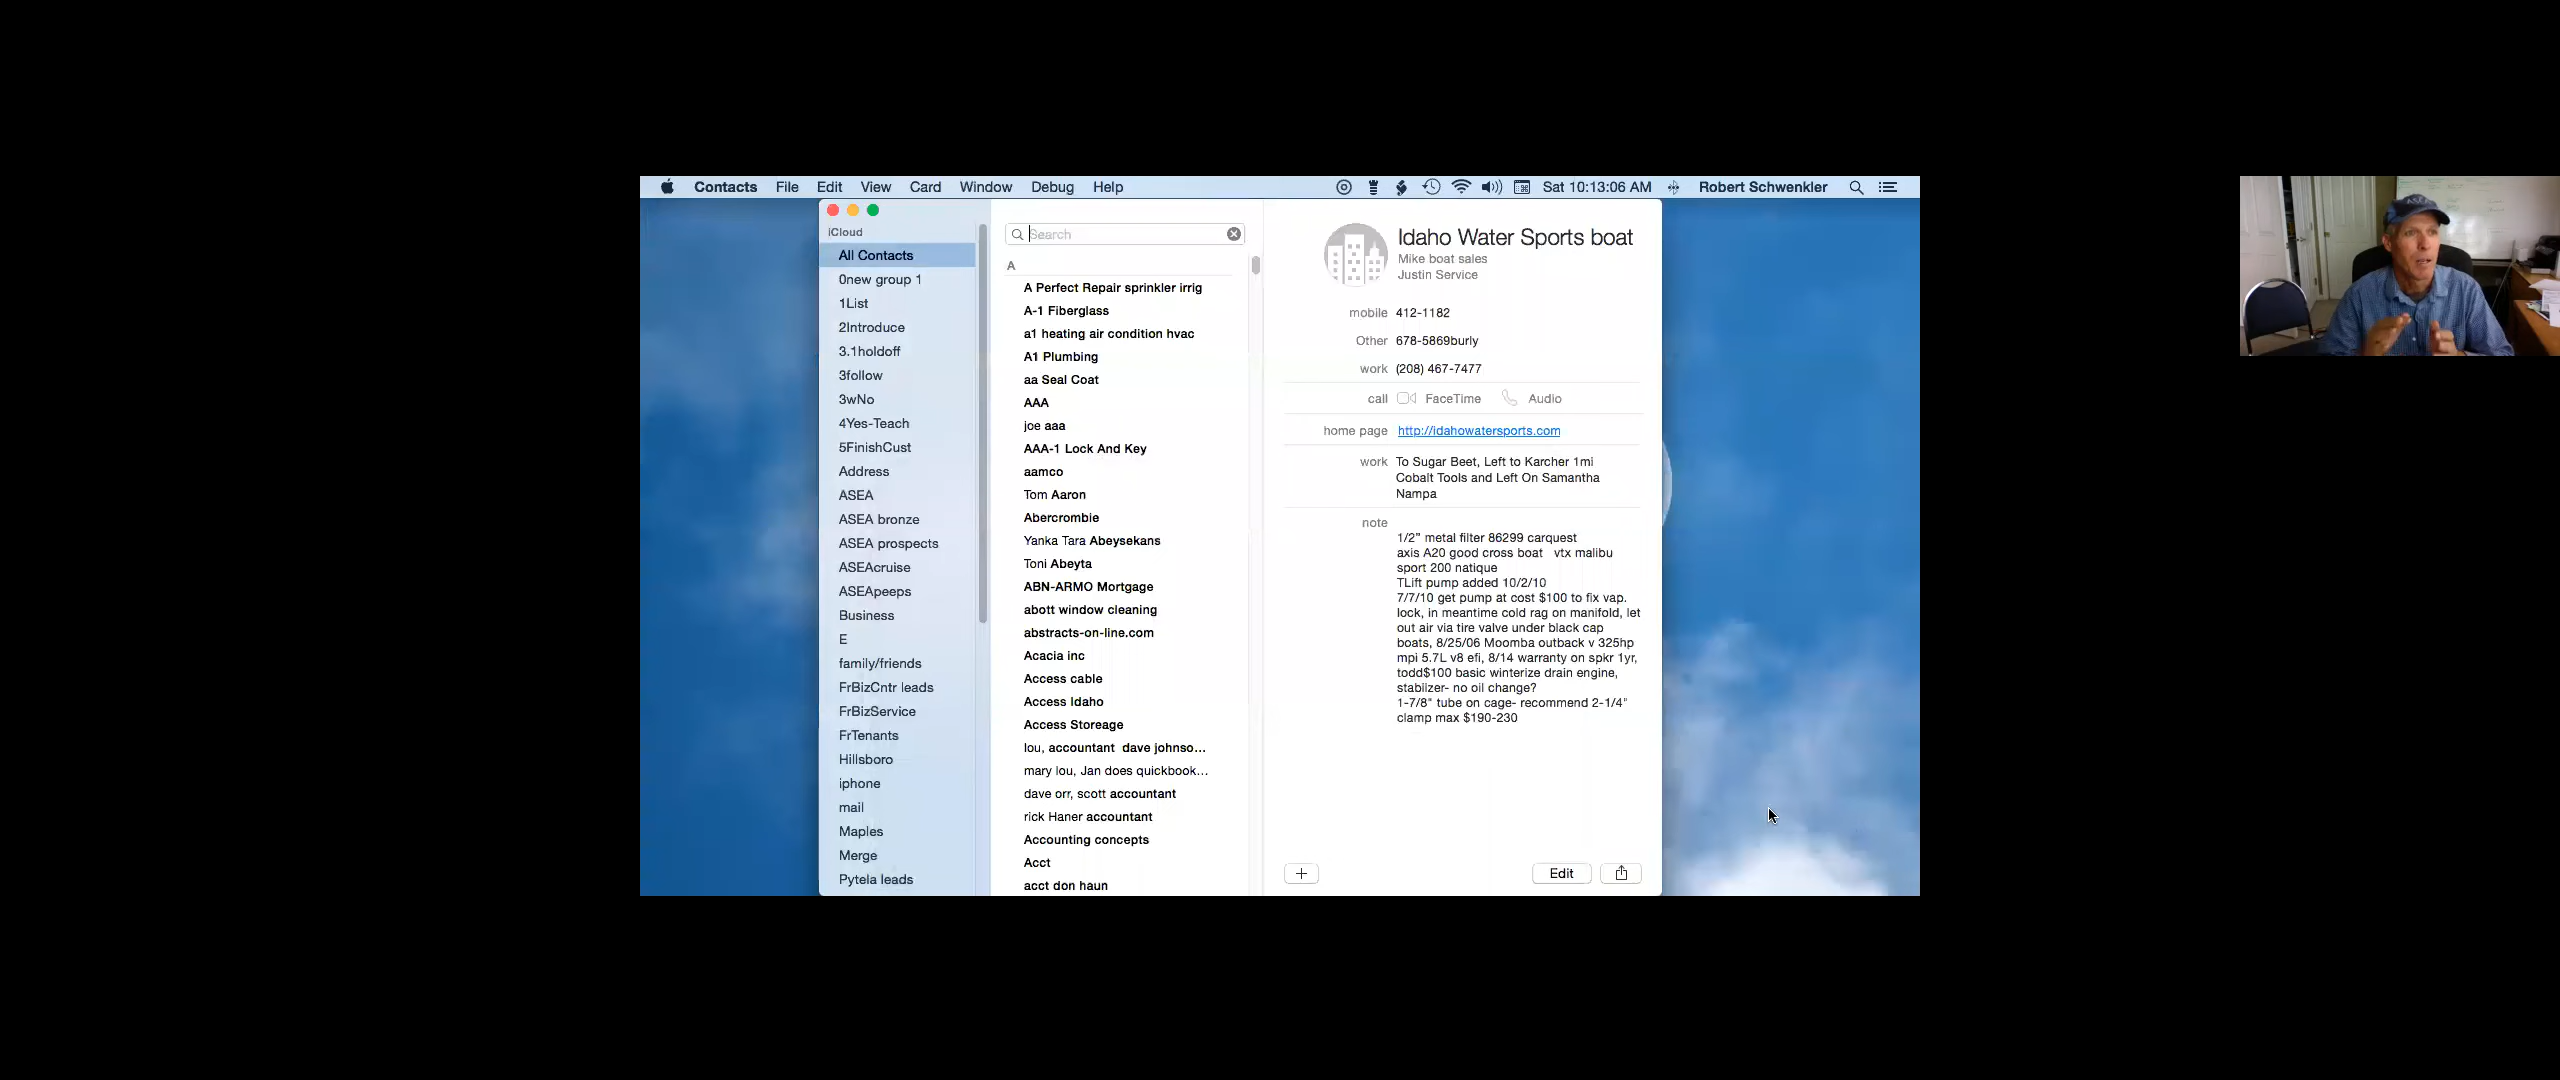 Contacts File Edit View Card Window Debug Help
Sat 10:13:06 AM Robert Schwenkler
iCloud
All Contacts
0new group 1
1List
2Introduce
3.1holdoff
3follow
3wNo
4Yes-Teach
5FinishCust
Address
ASEA
ASEA bronze
ASEA prospects
ASEAcruise
ASEApeeps
Business
E
family/friends
FrBizCntr leads
FrBizService
FrTenants
Hillsboro
iphone
mail
Maples
Merge
Pytela leads
Search
A
A Perfect Repair sprinkler irrig
A-1 Fiberglass
a1 heating air condition hvac
A1 Plumbing
aa Seal Coat
AAA
joe aaa
AAA-1 Lock And Key
aamco
Tom Aaron
Abercrombie
Yanka Tara Abeysekans
Toni Abeyta
ABN-ARMO Mortgage
abott window cleaning
abstracts-on-line.com
Acacia inc
Access cable
Access Idaho
Access Storeage
lou, accountant dave johnso...
mary lou, Jan does quickbook...
dave orr, scott accountant
rick Haner accountant
Accounting concepts
Acct
acct don haun
Idaho Water Sports boat
Mike boat sales
Justin Service
mobile 412-1182
Other 678-5869burly
work (208) 467-7477
call FaceTime Audio
home page http://idahowatersports.com
work To Sugar Beet, Left to Karcher 1mi
Cobalt Tools and Left On Samantha
Nampa
note
1/2" metal filter 86299 carquest
axis A20 good cross boat vtx malibu
sport 200 natique
TLift pump added 10/2/10
7/7/10 get pump at cost $100 to fix vap.
lock, in meantime cold rag on manifold, let
out air via tire valve under black cap
boats, 8/25/06 Moomba outback v 325hp
mpi 5.7L v8 efi, 8/14 warranty on spkr 1yr,
todd$100 basic winterize drain engine,
stabiizer- no oil change?
1-7/8" tube on cage- recommend 2-1/4"
clamp max $190-230
Edit